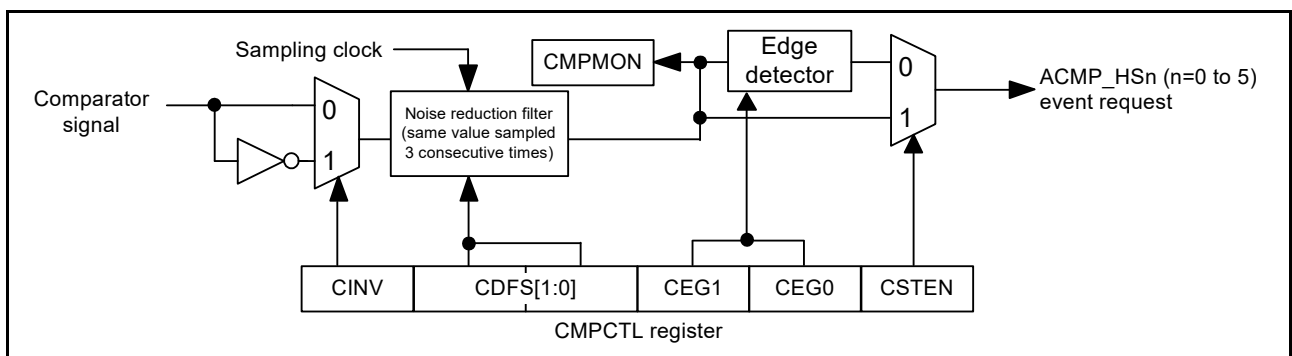 Sampling clock
CMPMON
Edge
detector
0
1
ACMP_HSn (n=0 to 5)
event request
Comparator
signal
0
1
Noise reduction filter
(same value sampled
3 consecutive times)
CINV
CDFS[1:0]
CEG1
CEG0
CSTEN
CMPCTL register